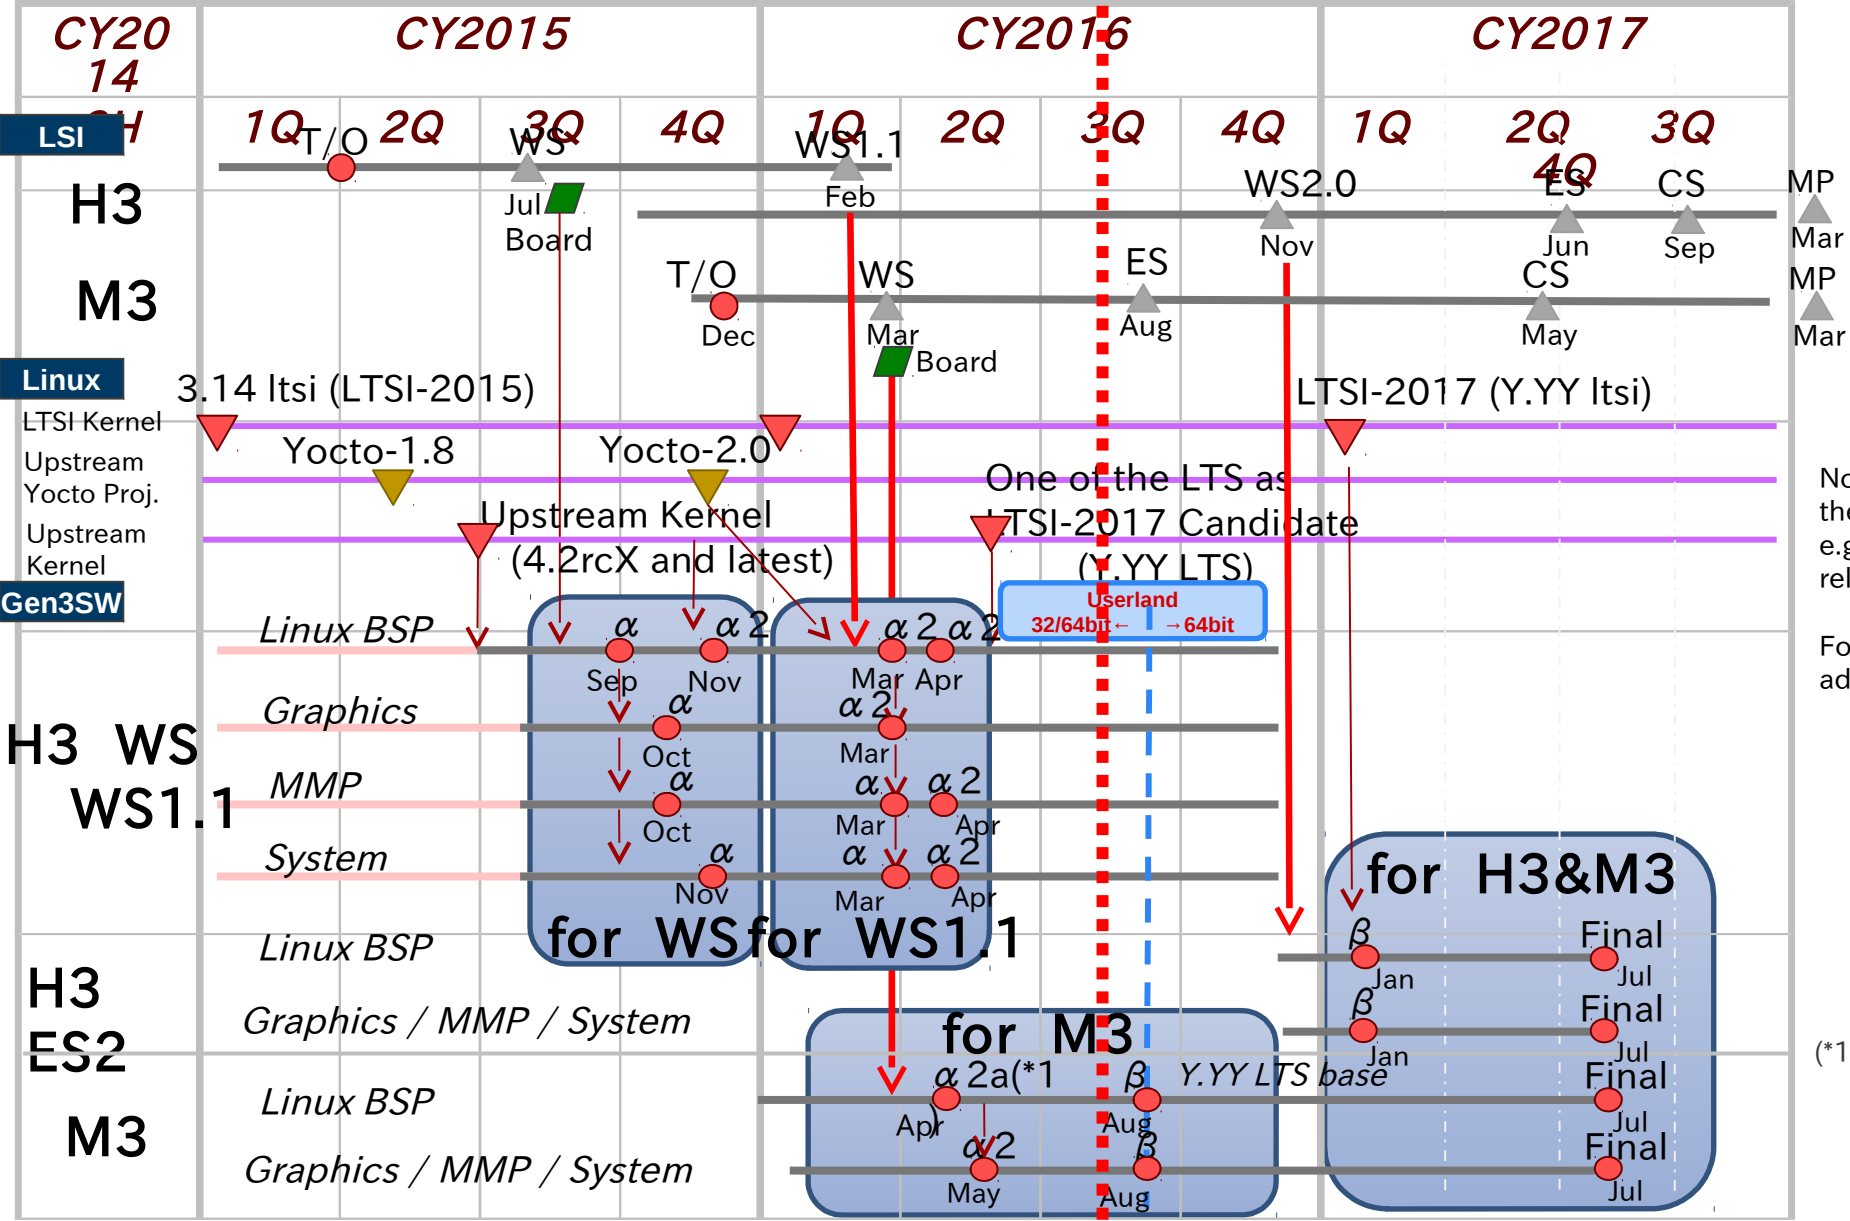 CY20
14
CY2015
CY2016
CY2017
1Q
2Q
3Q
4Q
1Q
2Q
3Q
4Q
1Q
2Q
3Q
4Q
LSI
T/O
WS
WS1.1
Jul
Board
Feb
H3
WS2.0
ES
CS
MP
Nov
Jun
Sep
Mar
M3
T/O
WS
ES
CS
MP
Dec
Mar
Aug
May
Mar
Board
Linux
3.14 ltsi (LTSI-2015)
LTSI-2017 (Y.YY ltsi)
LTSI Kernel
Upstream
Yocto Proj.
Yocto-1.8
Yocto-2.0
One of the LTS as
LTSI-2017 Candidate
(Y.YY LTS)
Upstream
Kernel
Upstream Kernel
(4.2rcX and latest)
Gen3SW
Userland
32/64bit← →64bit
Linux BSP
α
α2
α2
α2
Sep
Nov
Mar
Apr
Graphics
α
α2
Oct
Mar
H3 WS
WS1.1
MMP
α
α
α2
Oct
Mar
Apr
System
α
α
α2
Nov
Mar
Apr
for WS
for WS1.1
for H3&M3
H3
ES2
Linux BSP
β
Final
Jan
Jul
Graphics / MMP / System
β
Final
Jan
Jul
for M3
M3
Linux BSP
α2a(*1
)
β
Y.YY LTS base
Final
Apr
Aug
Jul
Graphics / MMP / System
α2
β
Final
May
Aug
Jul
(*1